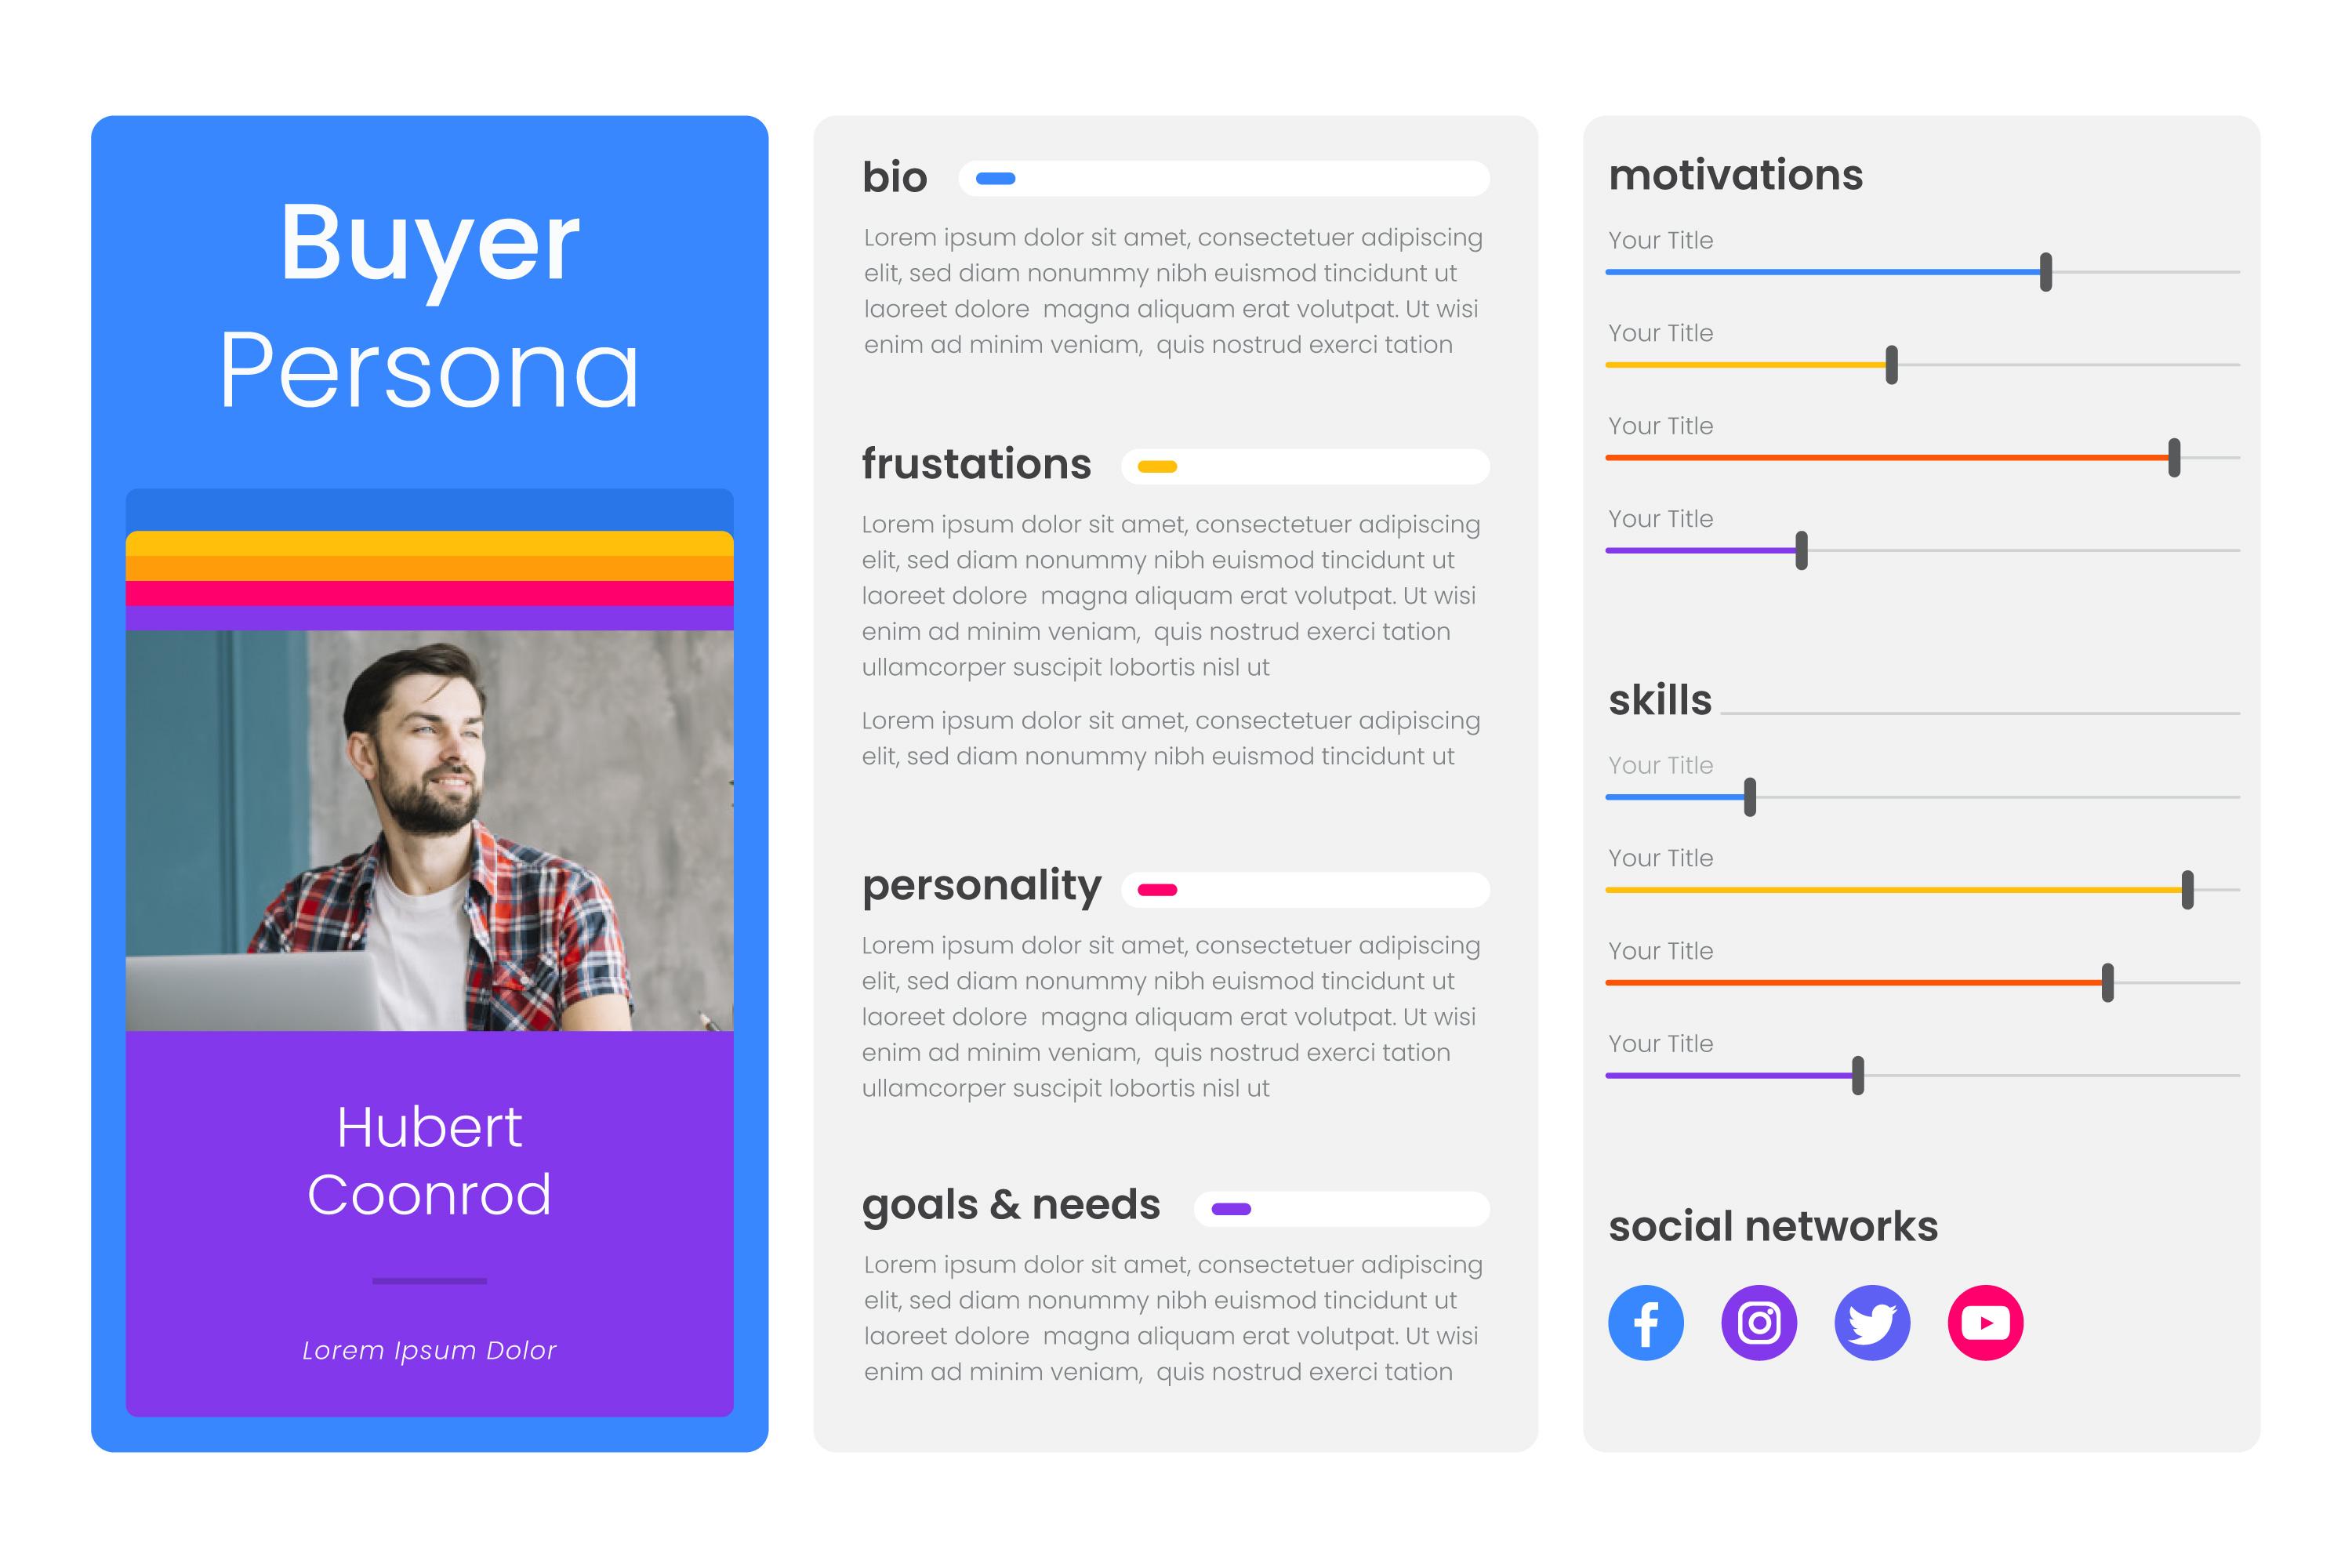 Buyer
Persona
Hubert
Coonrod
Lorem Ipsum Dolor
bio
Lorem ipsum dolor sit amet, consectetuer adipiscing
elit, sed diam nonummy nibh euismod tincidunt ut
laoreet dolore  magna aliquam erat volutpat. Ut wisi
enim ad minim veniam,  quis nostrud exerci tation
frustations
Lorem ipsum dolor sit amet, consectetuer adipiscing
elit, sed diam nonummy nibh euismod tincidunt ut
laoreet dolore  magna aliquam erat volutpat. Ut wisi
enim ad minim veniam,  quis nostrud exerci tation
ullamcorper suscipit lobortis nisl ut
Lorem ipsum dolor sit amet, consectetuer adipiscing
elit, sed diam nonummy nibh euismod tincidunt ut
personality
Lorem ipsum dolor sit amet, consectetuer adipiscing
elit, sed diam nonummy nibh euismod tincidunt ut
laoreet dolore  magna aliquam erat volutpat. Ut wisi
enim ad minim veniam,  quis nostrud exerci tation
ullamcorper suscipit lobortis nisl ut
goals & needs
Lorem ipsum dolor sit amet, consectetuer adipiscing
elit, sed diam nonummy nibh euismod tincidunt ut
laoreet dolore  magna aliquam erat volutpat. Ut wisi
enim ad minim veniam,  quis nostrud exerci tation
motivations
Your Title
Your Title
Your Title
Your Title
skills
Your Title
Your Title
Your Title
Your Title
social networks